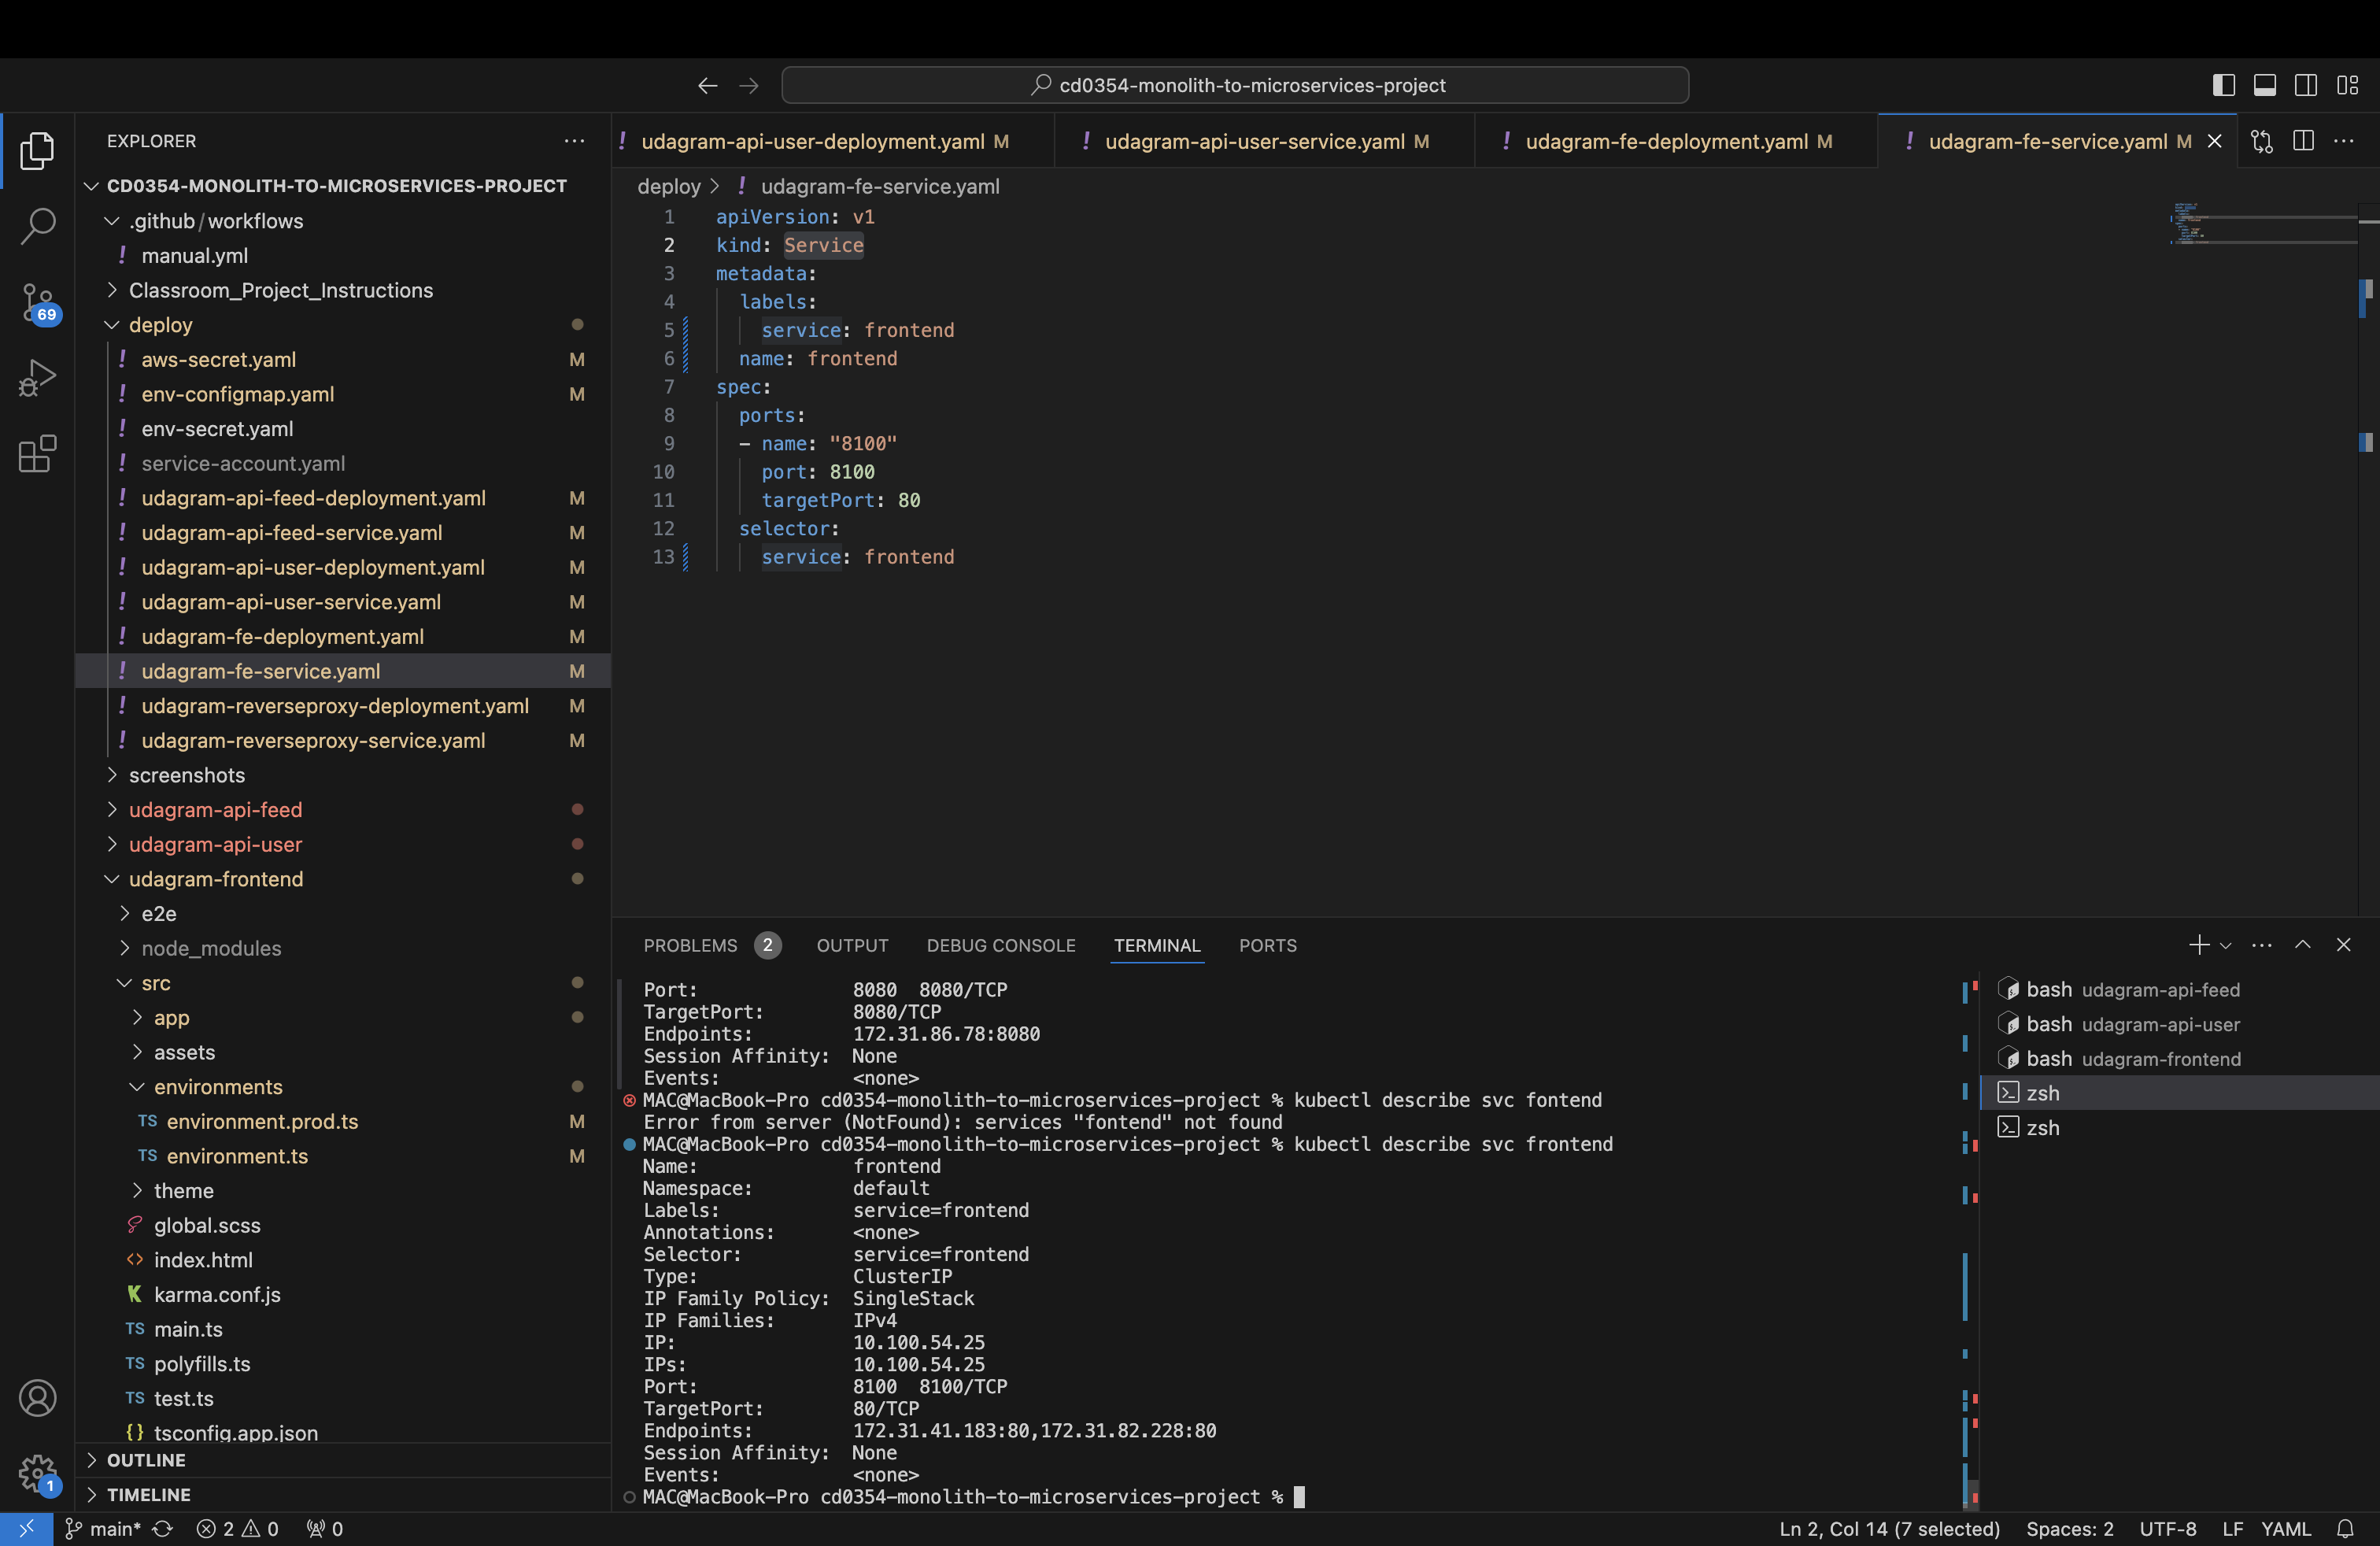 cd0354-monolith-to-microservices-project
EXPLORER
CD0354-MONOLITH-TO-MICROSERVICES-PROJECT
.github/workflows
! manual.yml
Classroom_Project_Instructions
69
deploy
! aws-secret.yaml M
! env-configmap.yaml M
! env-secret.yaml
! service-account.yaml
! udagram-api-feed-deployment.yaml M
! udagram-api-feed-service.yaml M
! udagram-api-user-deployment.yaml M
! udagram-api-user-service.yaml M
! udagram-fe-deployment.yaml M
! udagram-fe-service.yaml M
! udagram-reverseproxy-deployment.yaml M
! udagram-reverseproxy-service.yaml M
screenshots
udagram-api-feed
udagram-api-user
udagram-frontend
e2e
node_modules
src
app
assets
environments
TS environment.prod.ts M
TS environment.ts M
theme
global.scss
<> index.html
K karma.conf.js
TS main.ts
TS polyfills.ts
TS test.ts
{} tsconfig.app.json
OUTLINE
1
TIMELINE
! udagram-api-user-deployment.yaml M
! udagram-api-user-service.yaml M
! udagram-fe-deployment.yaml M
! udagram-fe-service.yaml M
deploy > ! udagram-fe-service.yaml
1 apiVersion: v1
2 kind: Service
3 metadata:
4 labels:
5 service: frontend
6 name: frontend
7 spec:
8 ports:
9 - name: "8100"
10 port: 8100
11 targetPort: 80
12 selector:
13 service: frontend
PROBLEMS 2 OUTPUT DEBUG CONSOLE TERMINAL PORTS
Port: 8080 8080/TCP
TargetPort: 8080/TCP
Endpoints: 172.31.86.78:8080
Session Affinity: None
Events: <none>
MAC@MacBook-Pro cd0354-monolith-to-microservices-project % kubectl describe svc fontend
Error from server (NotFound): services "fontend" not found
MAC@MacBook-Pro cd0354-monolith-to-microservices-project % kubectl describe svc frontend
Name: frontend
Namespace: default
Labels: service=frontend
Annotations: <none>
Selector: service=frontend
Type: ClusterIP
IP Family Policy: SingleStack
IP Families: IPv4
IP: 10.100.54.25
IPs: 10.100.54.25
Port: 8100 8100/TCP
TargetPort: 80/TCP
Endpoints: 172.31.41.183:80,172.31.82.228:80
Session Affinity: None
Events: <none>
MAC@MacBook-Pro cd0354-monolith-to-microservices-project %
bash udagram-api-feed
bash udagram-api-user
bash udagram-frontend
zsh
zsh
main* 2 0 0
Ln 2, Col 14 (7 selected) Spaces: 2 UTF-8 LF YAML